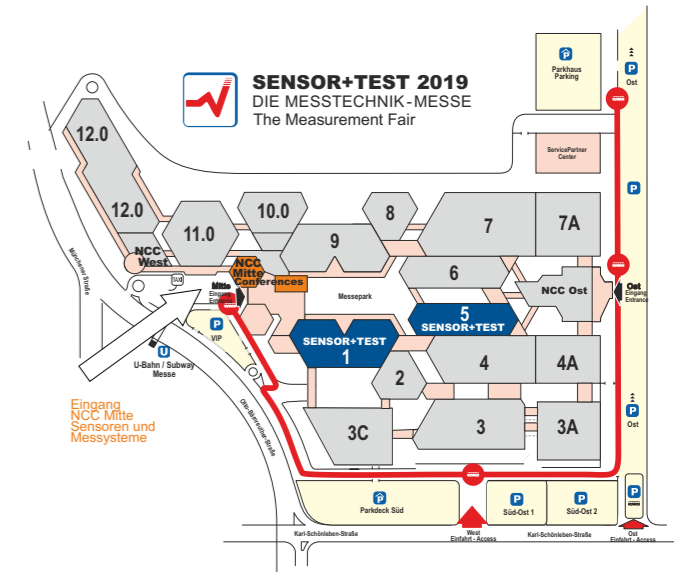 SENSOR+TEST 2019
DIE MESSTECHNIK-MESSE
The Measurement Fair
P
Parkhaus
Parking
P
Ost
ServicePartner
Center
P
12.0
12.0
11.0
10.0
8
9
7
7A
6
NCC
West
NCC
Mitte
Conferences
TAXI
Mitte
Eingang
Entrance
Messepark
NCC Ost
Ost
Eingang
Entrance
Münchener Straße
P
VIP
U
U-Bahn / Subway
Messe
SENSOR+TEST
1
5
SENSOR+TEST
2
4
4A
3C
3
3A
P
Ost
Eingang
NCC Mitte
Sensoren und
Messysteme
Otto-Bärnreuther-Straße
P
Parkdeck Süd
P
Süd-Ost 1
P
Süd-Ost 2
P
Karl-Schönleben-Straße
West
Einfahrt - Access
Karl-Schönleben-Straße
Ost
Einfahrt - Access